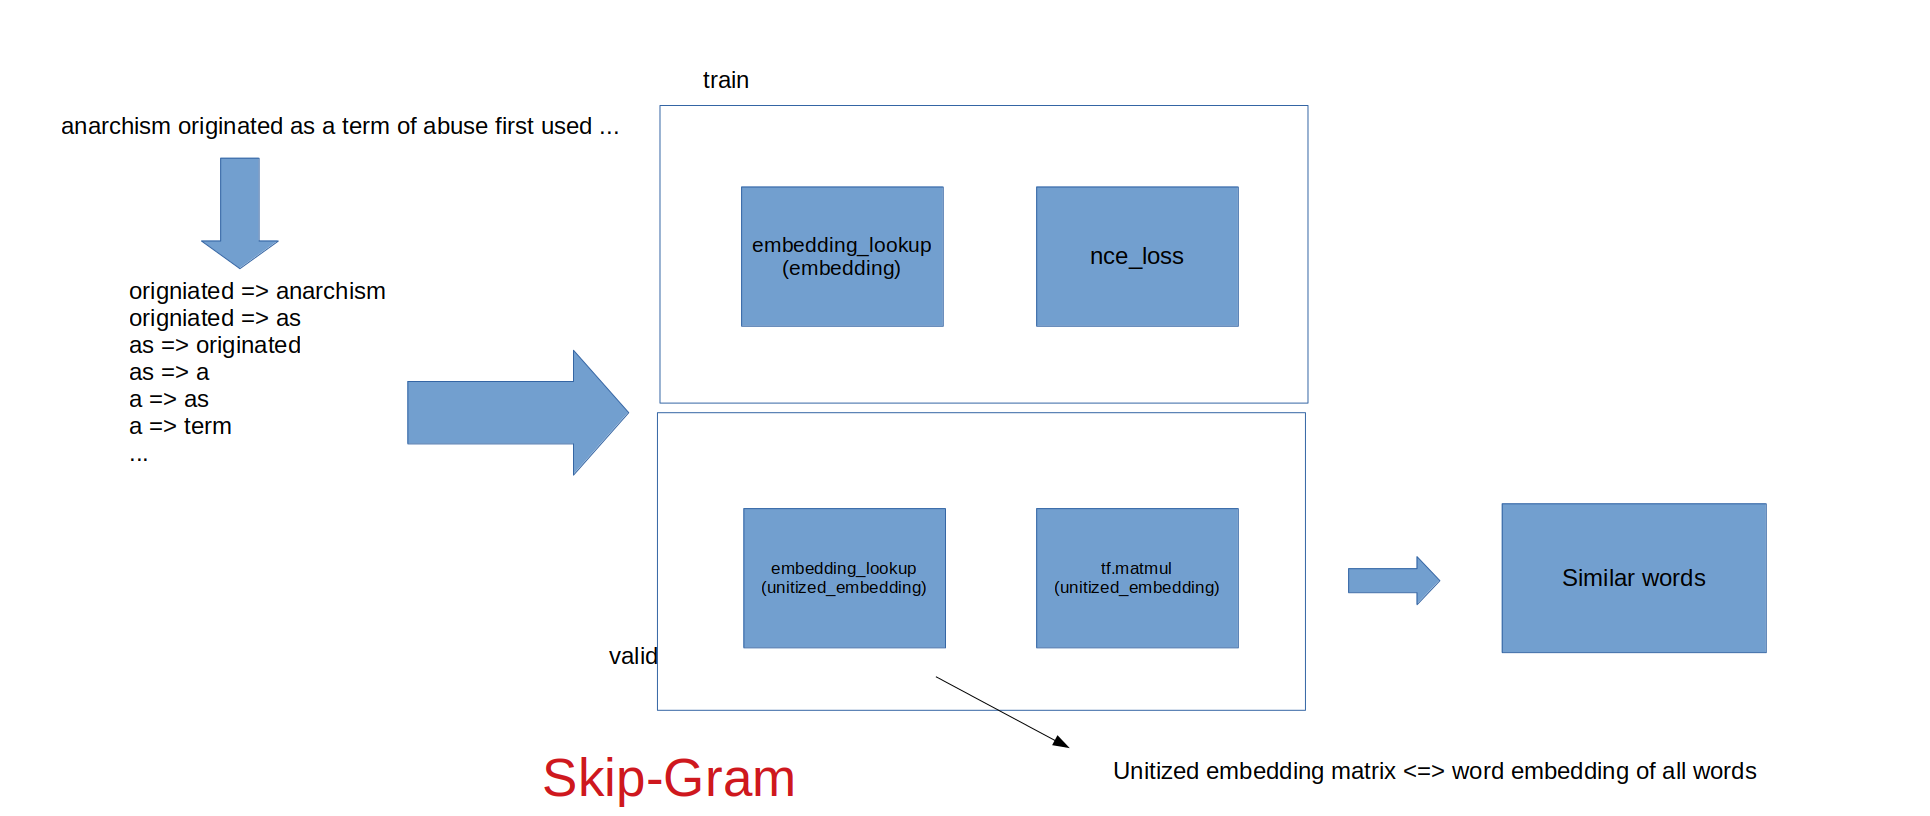 train
anarchism originated as a term of abuse first used ...
origniated => anarchism
origniated => as
as => originated
as => a
a => as
a => term
...
embedding_lookup
(embedding)
nce_loss
embedding_lookup
(unitized_embedding)
tf.matmul
(unitized_embedding)
Similar words
valid
Skip-Gram
Unitized embedding matrix <=> word embedding of all words